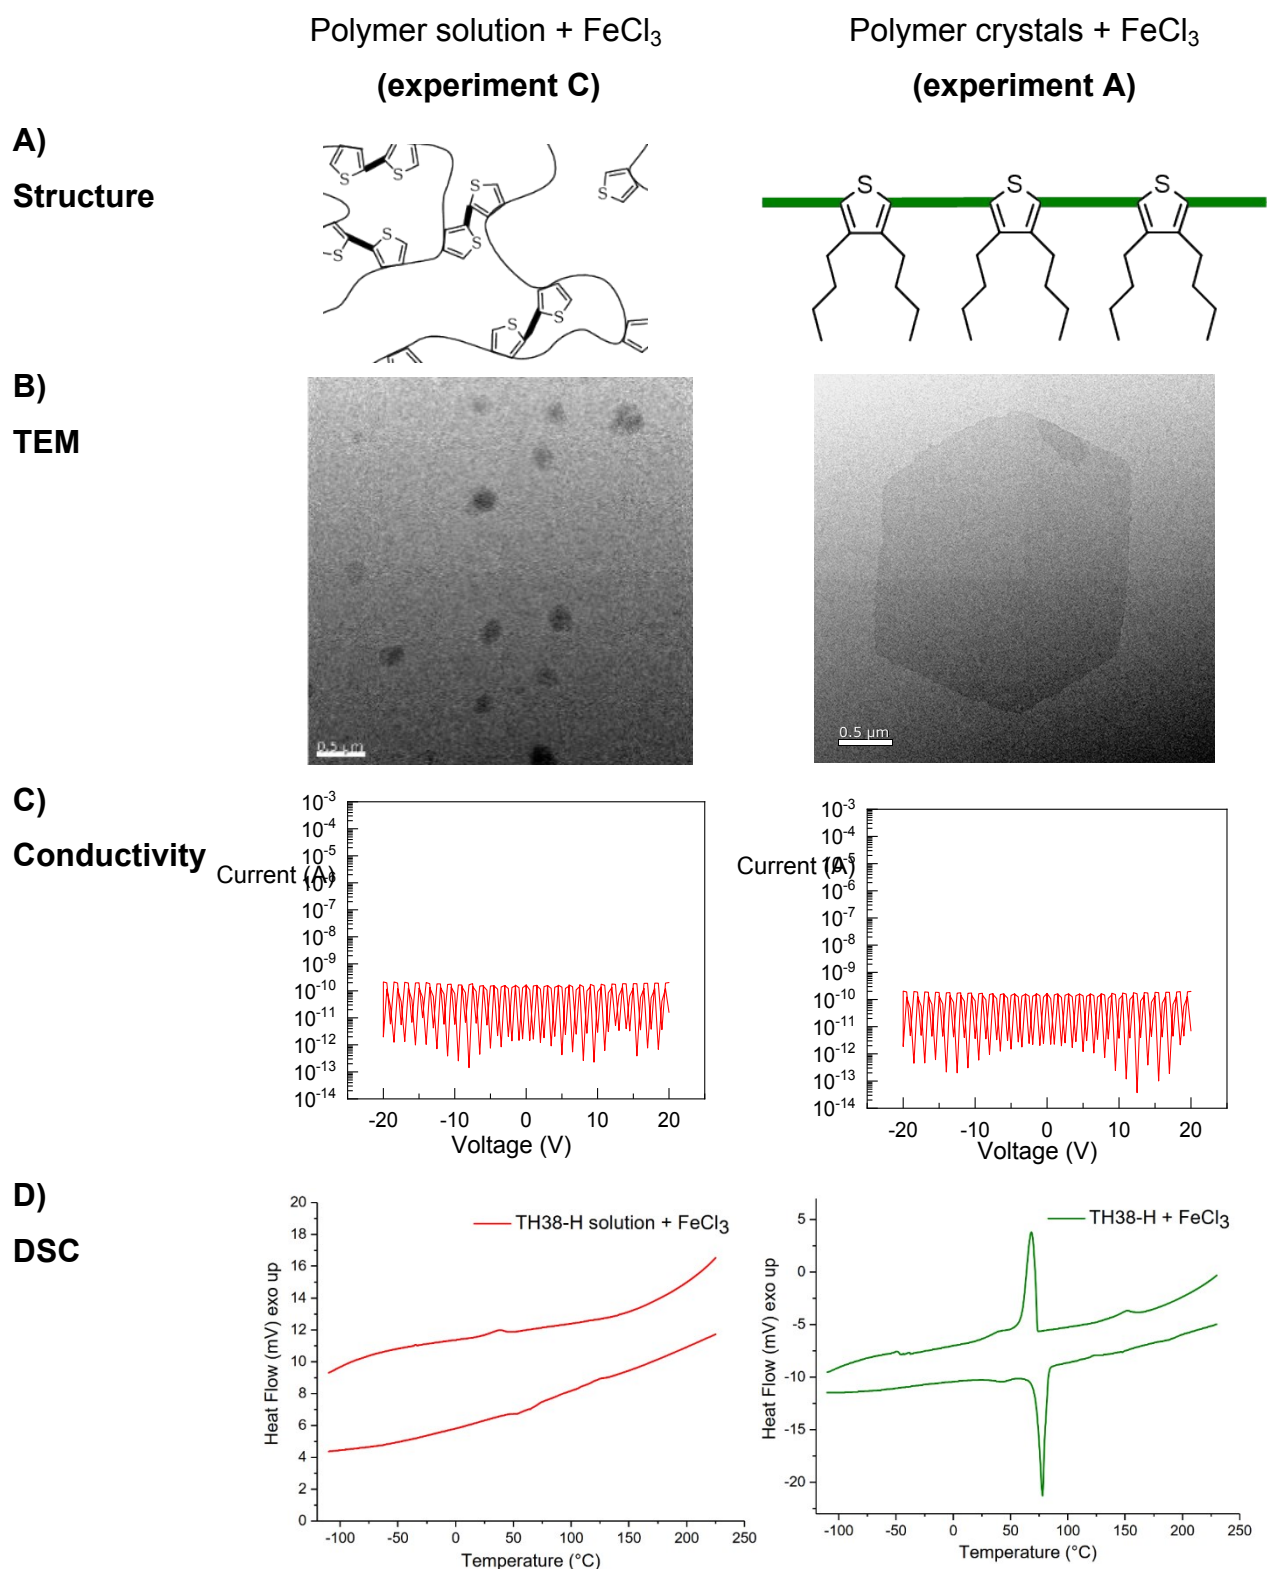 Polymer solution + FeCl3
Polymer crystals + FeCl3
(experiment C)
(experiment A)
A)
Structure
S
S
S
S
S
S
S
S
S
S
S
S
B)
TEM
0.5 µm
0.5 µm
C)
Conductivity
Current (A)
10-3
10-4
10-5
10-6
10-7
10-8
10-9
10-10
10-11
10-12
10-13
10-14
-20
-10
0
10
20
Voltage (V)
Current (A)
10-3
10-4
10-5
10-6
10-7
10-8
10-9
10-10
10-11
10-12
10-13
10-14
-20
-10
0
10
20
Voltage (V)
D)
DSC
TH38-H solution + FeCl3
Heat Flow (mV) exo up
20
18
16
14
12
10
8
6
4
2
0
-100
-50
0
50
100
150
200
250
Temperature (°C)
TH38-H + FeCl3
Heat Flow (mV) exo up
5
0
-5
-10
-15
-20
-100
-50
0
50
100
150
200
250
Temperature (°C)